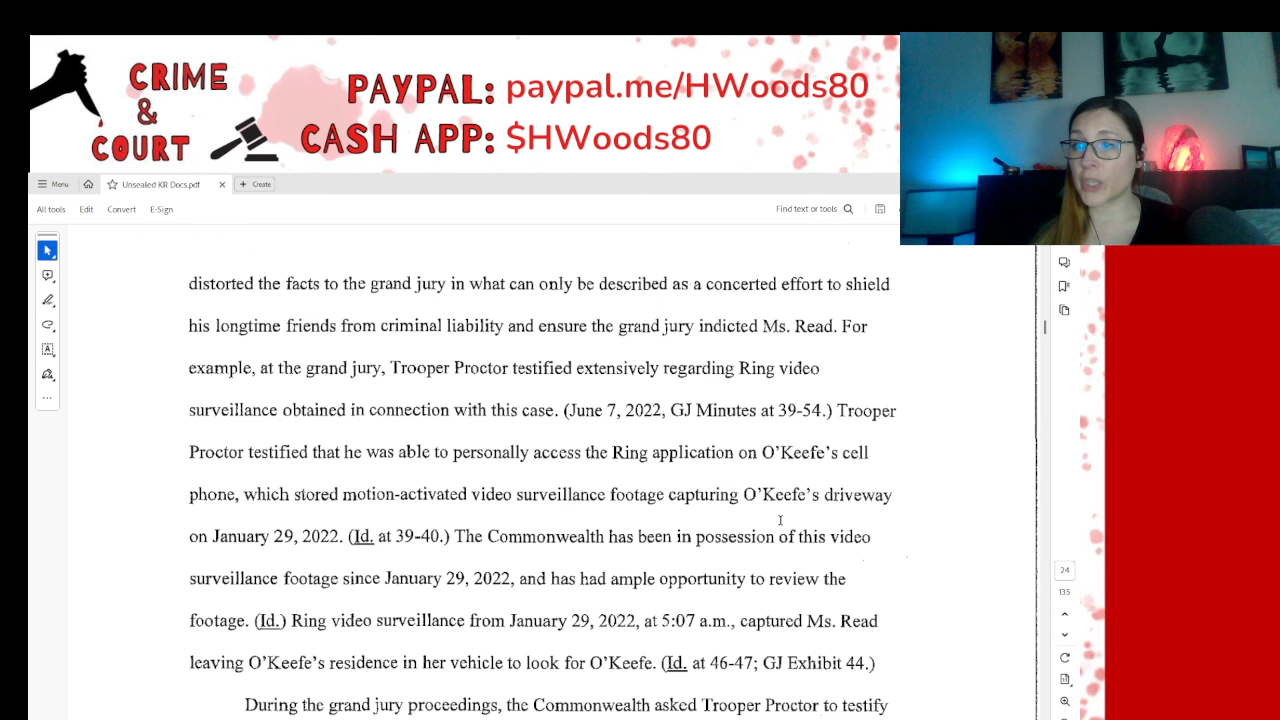 CRIME
&
COURT
PAYPAL: paypal.me/HWoods80
CASH APP: $HWoods80
Menu
Unsealed KR Docs.pdf
Create
All tools
Edit
Convert
E-Sign
Find text or tools
distorted the facts to the grand jury in what can only be described as a concerted effort to shield
his longtime friends from criminal liability and ensure the grand jury indicted Ms. Read. For
example, at the grand jury, Trooper Proctor testified extensively regarding Ring video
surveillance obtained in connection with this case. (June 7, 2022, GJ Minutes at 39-54.) Trooper
Proctor testified that he was able to personally access the Ring application on O'Keefe's cell
phone, which stored motion-activated video surveillance footage capturing O'Keefe's driveway
on January 29, 2022. (Id. at 39-40.) The Commonwealth has been in possession of this video
surveillance footage since January 29, 2022, and has had ample opportunity to review the
footage. (Id.) Ring video surveillance from January 29, 2022, at 5:07 a.m., captured Ms. Read
leaving O'Keefe's residence in her vehicle to look for O'Keefe. (Id. at 46-47; GJ Exhibit 44.)
During the grand jury proceedings, the Commonwealth asked Trooper Proctor to testify
24
135